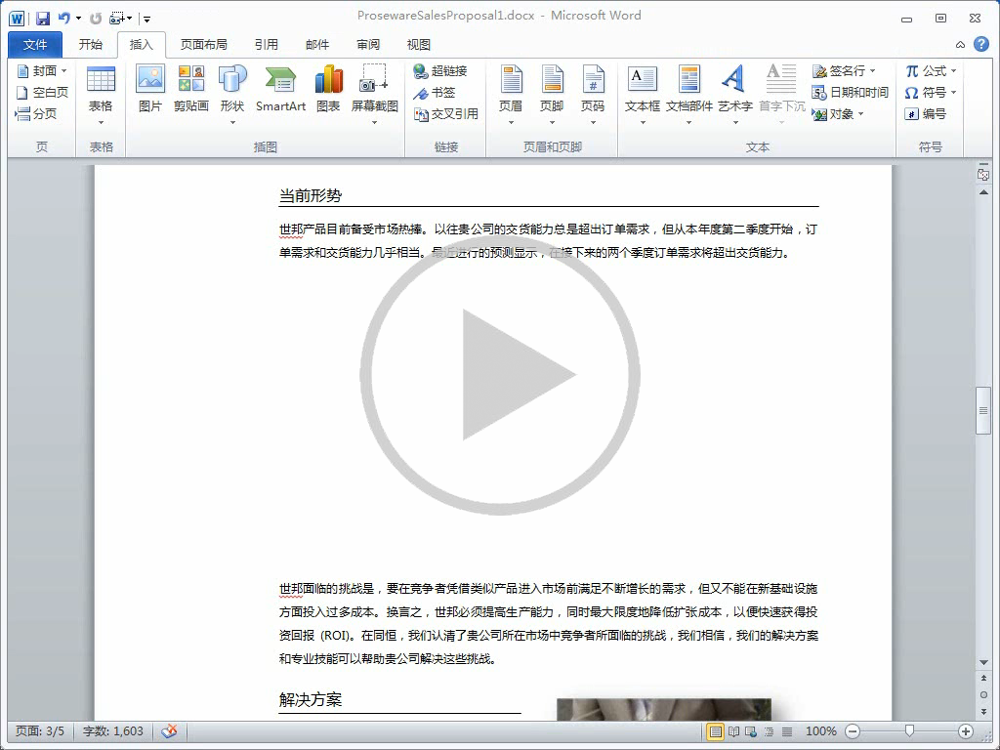 ProsewareSalesProposal1.docx - Microsoft Word
文件 开始 插入 页面布局 引用 邮件 审阅 视图
封面 空白页 分页
表格
图片 剪贴画 形状 SmartArt 图表 屏幕截图
超链接 书签 交叉引用
页眉 页脚 页码
文本框 文档部件 艺术字 首字下沉
签名行 日期和时间 对象
公式 符号 编号
页 表格 插图 链接 页眉和页脚 文本 符号
当前形势
世邦产品目前备受市场热捧。以往贵公司的交货能力总是超出订单需求，但从本年度第二季度开始，订
单需求和交货能力几乎相当。最近进行的预测显示，在接下来的两个季度订单需求将超出交货能力。
世邦面临的挑战是，要在竞争者凭借类似产品进入市场前满足不断增长的需求，但又不能在新基础设施
方面投入过多成本。换言之，世邦必须提高生产能力，同时最大限度地降低扩张成本，以便快速获得投
资回报 (ROI)。在同恒，我们认清了贵公司所在市场中竞争者所面临的挑战，我们相信，我们的解决方案
和专业技能可以帮助贵公司解决这些挑战。
解决方案
页面: 3/5 字数: 1,603 100%